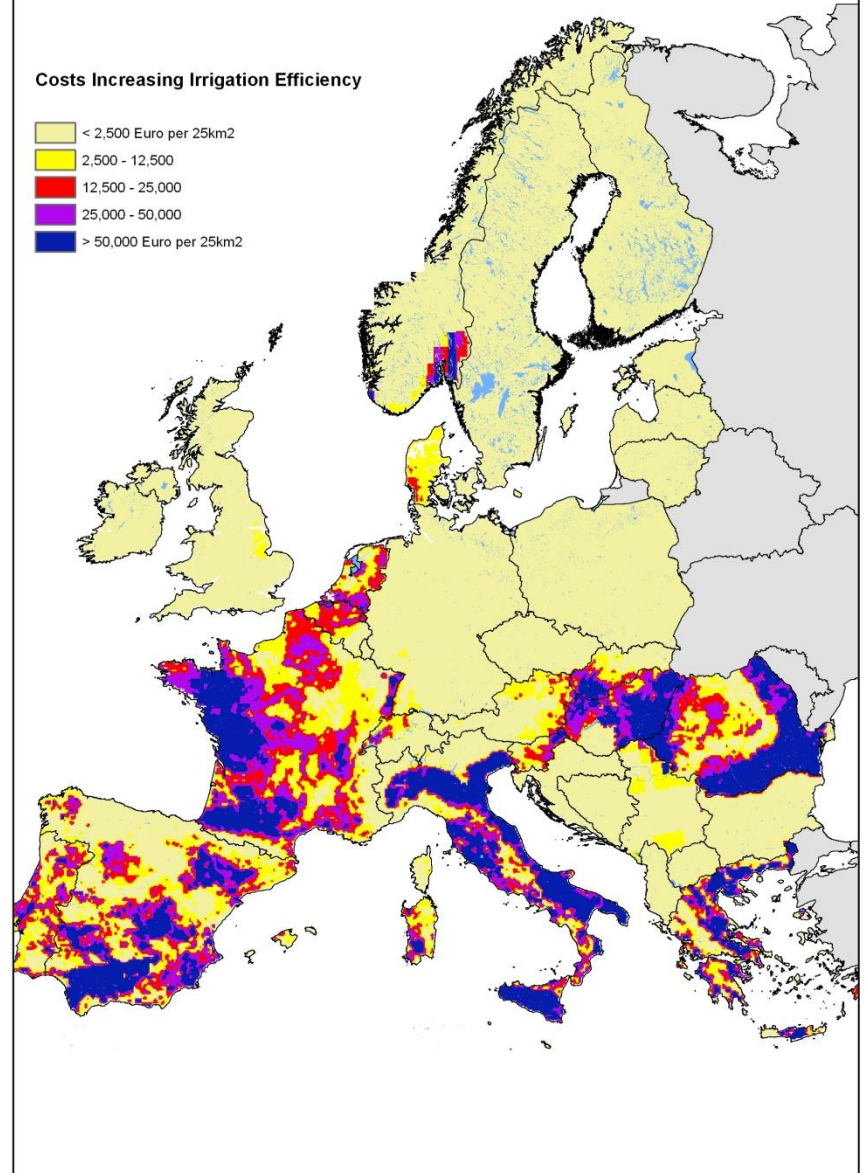 Costs Increasing Irrigation Efficiency
< 2,500 Euro per 25km2
2,500 - 12,500
12,500 - 25,000
25,000 - 50,000
> 50,000 Euro per 25km2